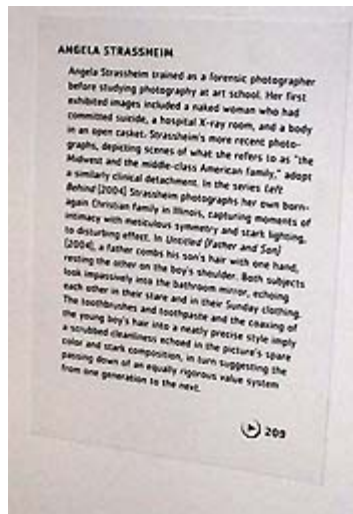 ANGELA STRASSHEIM
Angela Strassheim trained as a forensic photographer
before studying photography at art school. Her first
exhibited images included a naked woman who had
committed suicide, a hospital X-ray room, and a body
in an open casket. Strassheim's more recent photo-
graphs, depicting scenes of what she refers to as "the
Midwest and the middle-class American family," adopt
a similarly clinical detachment. In the series Left
Behind (2004) Strassheim photographs her own born-
again Christian family in Illinois, capturing moments of
intimacy with meticulous symmetry and stark lighting,
to disturbing effect. In Untitled (Father and Son)
(2004), a father combs his son's hair with one hand,
resting the other on the boy's shoulder. Both subjects
look impassively into the bathroom mirror, echoing
each other in their stare and in their Sunday clothing.
The toothbrushes and toothpaste and the coaxing of
the young boy's hair into a neatly precise style imply
a scrubbed cleanliness echoed in the picture's spare
color and stark composition, in turn suggesting the
passing down of an equally rigorous value system
from one generation to the next.
209